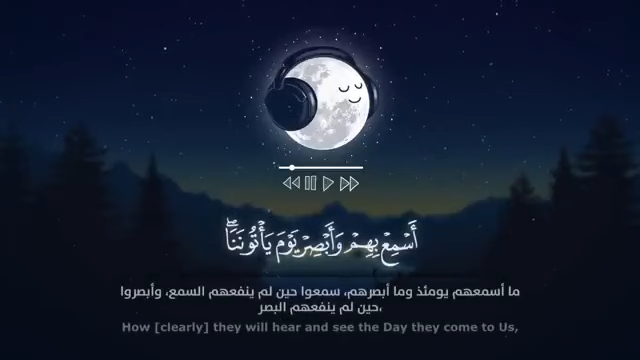 أَسْمِعْ بِهِمْ وَأَبْصِرْ يَوْمَ يَأْتُونَنَاۖ
ما أسمعهم يومئذ وما أبصرهم، سمعوا حين لم ينفعهم السمع، وأبصروا
حين لم ينفعهم البصر،
How [clearly] they will hear and see the Day they come to Us,